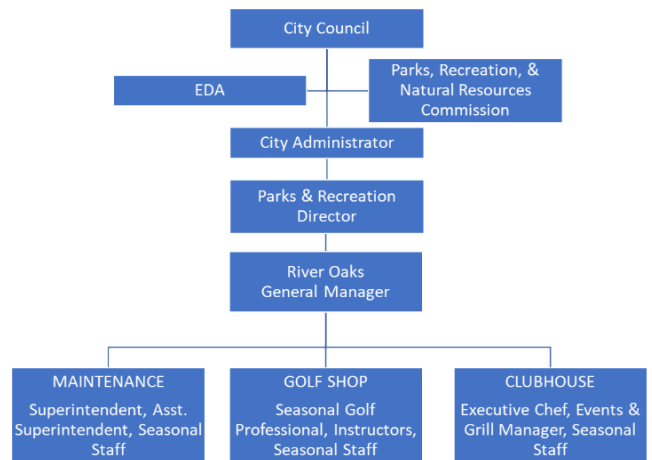 City Council
EDA
Parks, Recreation, &
Natural Resources
Commission
City Administrator
Parks & Recreation
Director
River Oaks
General Manager
MAINTENANCE
Superintendent, Asst.
Superintendent, Seasonal
Staff
GOLF SHOP
Seasonal Golf
Professional, Instructors,
Seasonal Staff
CLUBHOUSE
Executive Chef, Events &
Grill Manager, Seasonal
Staff